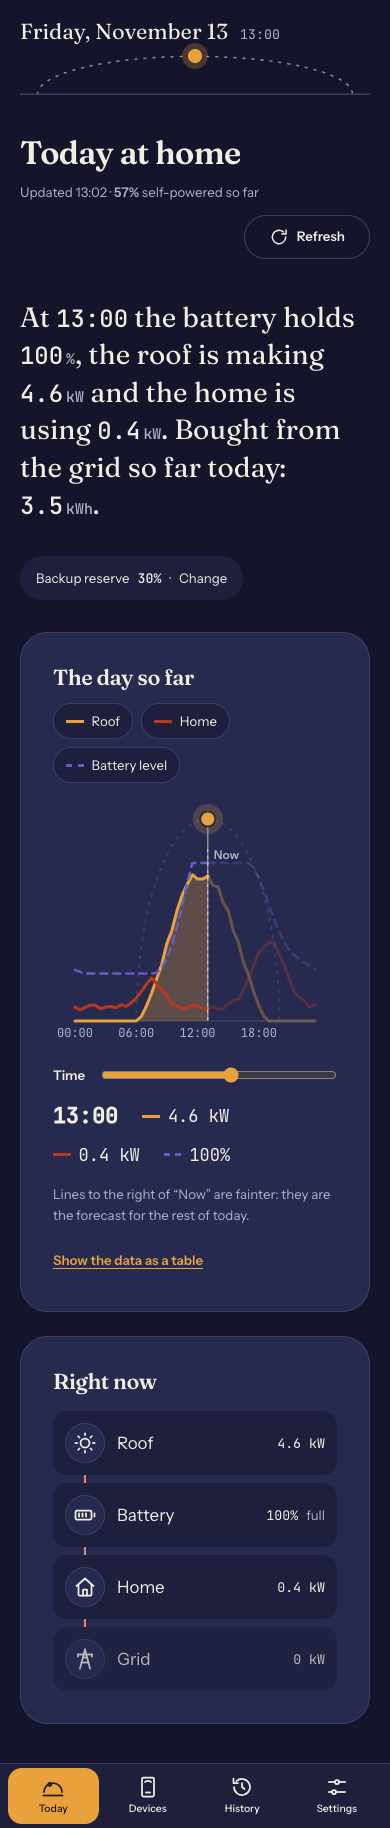 Friday, November 13 13:00
Today at home
Updated 13:02 · 57% self-powered so far
Refresh
At 13:00 the battery holds
100 %, the roof is making
4.6 kW and the home is
using 0.4 kW. Bought from
the grid so far today:
3.5 kWh.
Backup reserve 30% · Change
The day so far
Roof Home
Battery level
Now
00:00 06:00 12:00 18:00
Time
13:00 4.6 kW
0.4 kW 100%
Lines to the right of “Now” are fainter: they are
the forecast for the rest of today.
Show the data as a table
Right now
Roof 4.6 kW
Battery 100% full
Home 0.4 kW
Grid 0 kW
Today Devices History Settings